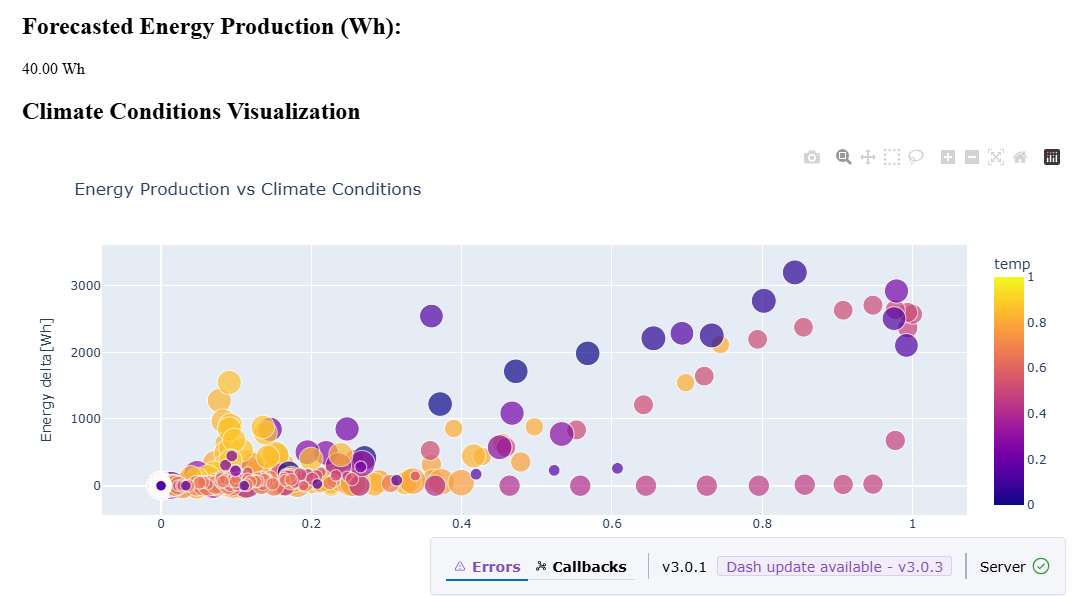 Forecasted Energy Production (Wh):
40.00 Wh
Climate Conditions Visualization
Energy Production vs Climate Conditions
temp
1
0.8
0.6
0.4
0.2
0
Energy delta[Wh]
3000
2000
1000
0
0 0.2 0.4 0.6 0.8 1
Errors Callbacks v3.0.1 Dash update available - v3.0.3 Server